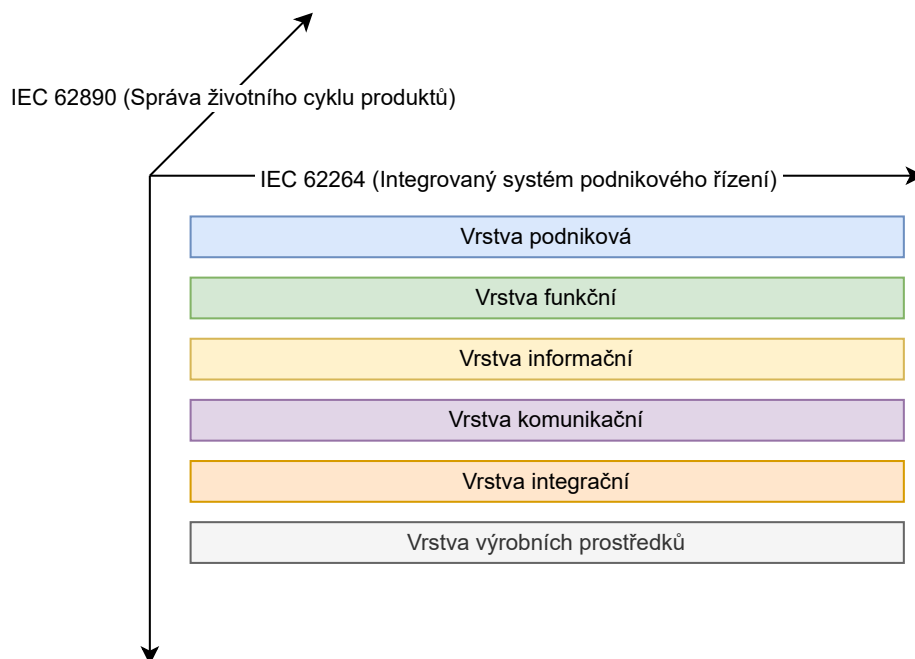 IEC 62890 (Správa životního cyklu produktů)
IEC 62264 (Integrovaný systém podnikového řízení)
Vrstva podniková
Vrstva funkční
Vrstva informační
Vrstva komunikační
Vrstva integrační
Vrstva výrobních prostředků